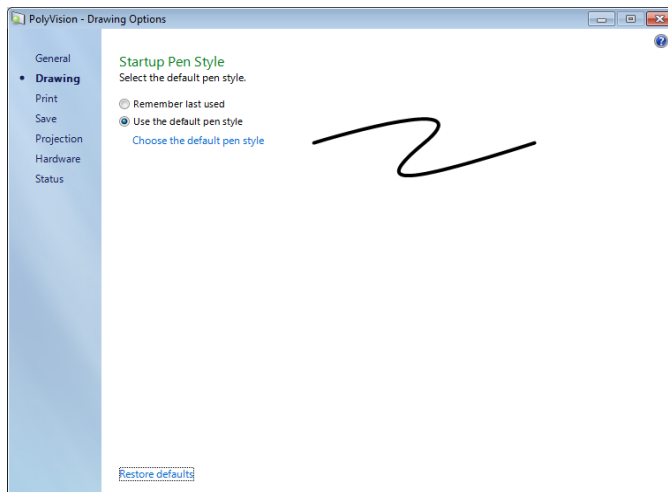 PolyVision - Drawing Options
General
Drawing
Print
Save
Projection
Hardware
Status
Startup Pen Style
Select the default pen style.
Remember last used
Use the default pen style
Choose the default pen style
Restore defaults